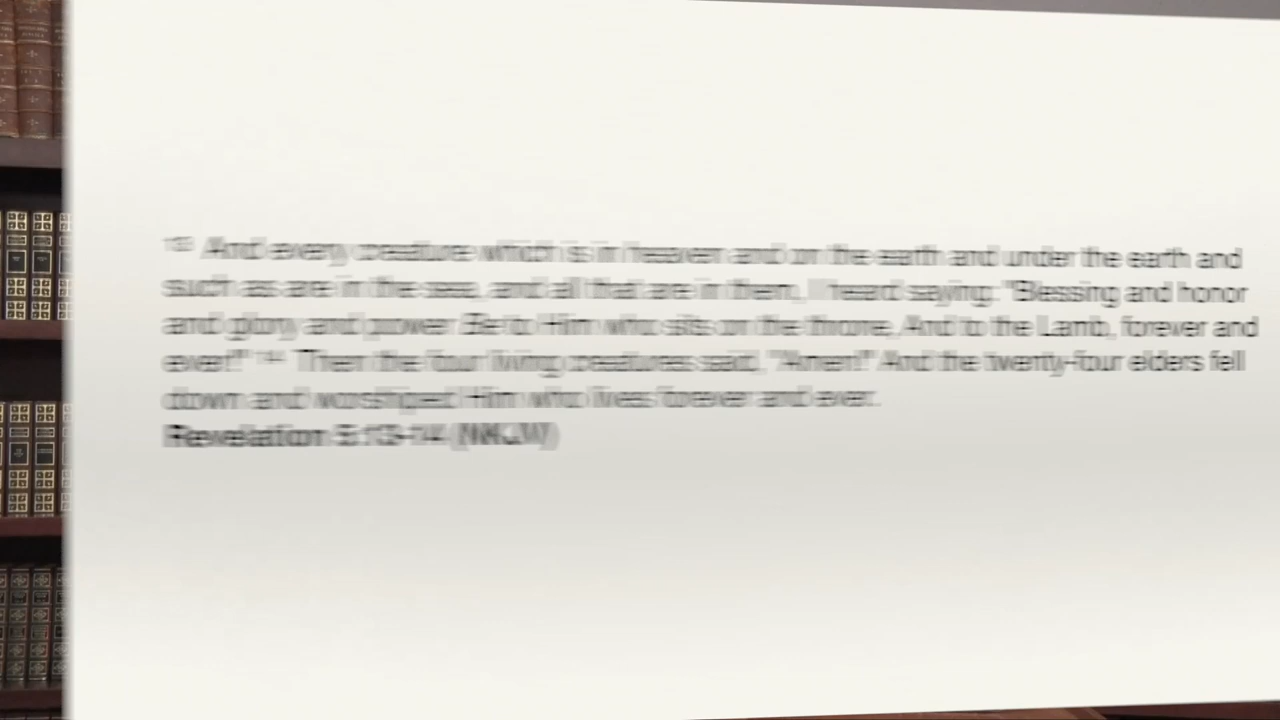 13 And every creature which is in heaven and on the earth and under the earth and
such as are in the sea, and all that are in them, I heard saying: "Blessing and honor
and glory and power Be to Him who sits on the throne, And to the Lamb, forever and
ever!" 14 Then the four living creatures said, "Amen!" And the twenty-four elders fell
down and worshiped Him who lives forever and ever.
Revelation 5:13-14 (NKJV)